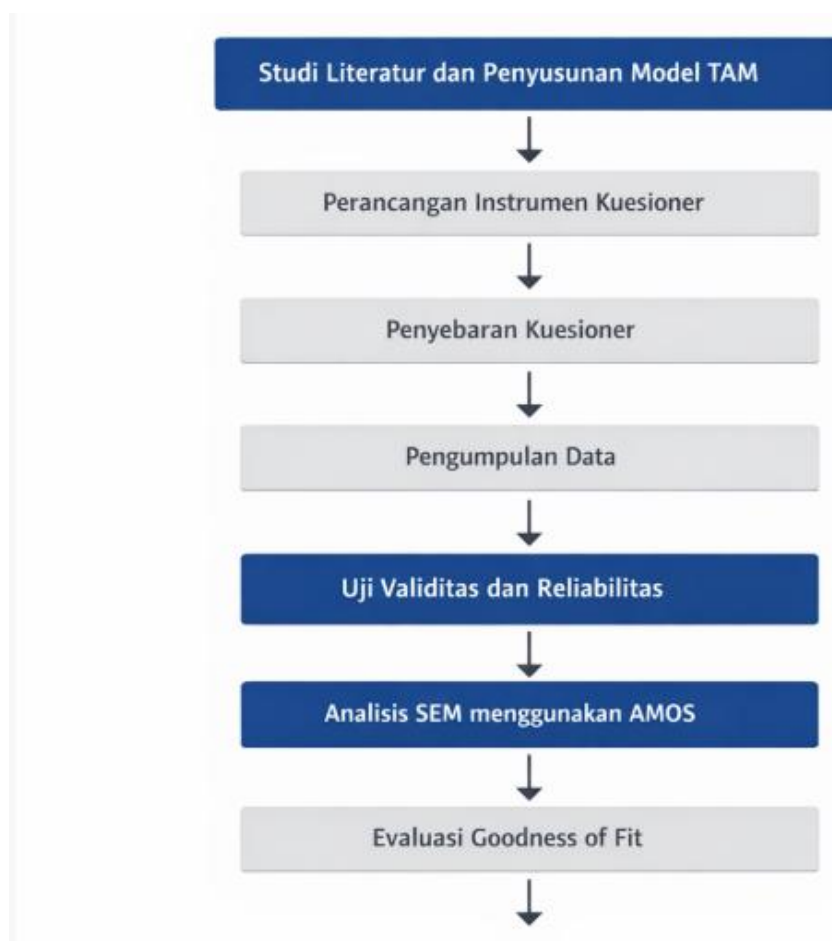 Studi Literatur dan Penyusunan Model TAM
Perancangan Instrumen Kuesioner
Penyebaran Kuesioner
Pengumpulan Data
Uji Validitas dan Reliabilitas
Analisis SEM menggunakan AMOS
Evaluasi Goodness of Fit